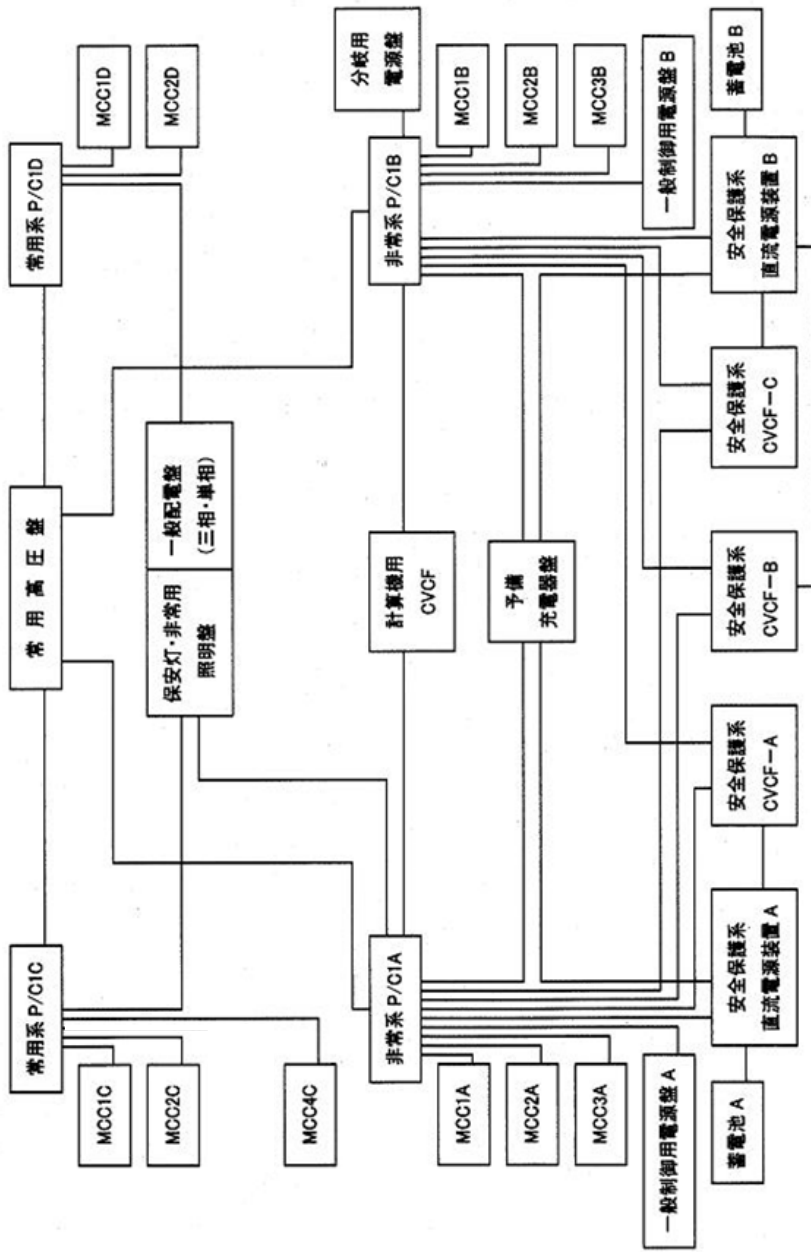 常用高圧盤
常用系 P/C1C
常用系 P/C1D
MCC1C
MCC2C
MCC4C
MCC1D
MCC2D
保安灯・非常用
照明盤
一般配電盤
(三相・単相)
非常系 P/C1A
計算機用
CVCF
非常系 P/C1B
分岐用
電源盤
MCC1A
MCC2A
MCC3A
一般制御用電源盤 A
予備
充電器盤
MCC1B
MCC2B
MCC3B
一般制御用電源盤 B
蓄電池 A
安全保護系
直流電源装置 A
安全保護系
CVCF－A
安全保護系
CVCF－B
安全保護系
CVCF－C
安全保護系
直流電源装置 B
蓄電池 B